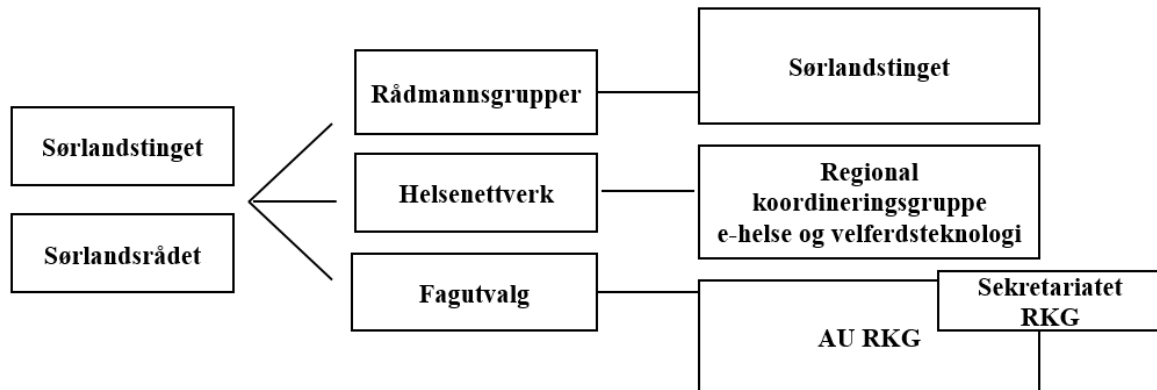 Sørlandstinget
Sørlandsrådet
Rådmannsgrupper
Helsenettverk
Fagutvalg
Sørlandstinget
Regional
koordineringsgruppe
e-helse og velferdsteknologi
AU RKG
Sekretariatet
RKG